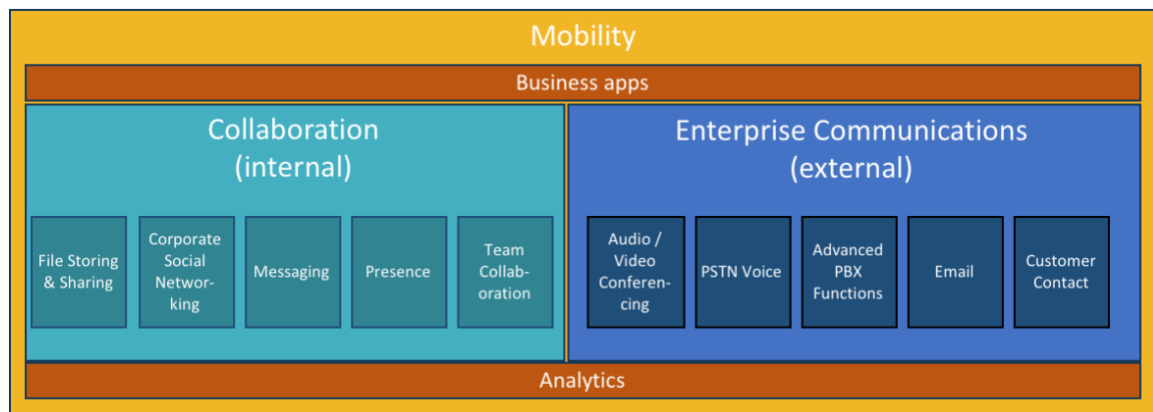 Mobility
Business apps
Collaboration
(internal)
Enterprise Communications
(external)
File Storing
& Sharing
Corporate
Social
Networ-
king
Messaging
Presence
Team
Collab-
oration
Audio /
Video
Conferen-
cing
PSTN Voice
Advanced
PBX
Functions
Email
Customer
Contact
Analytics